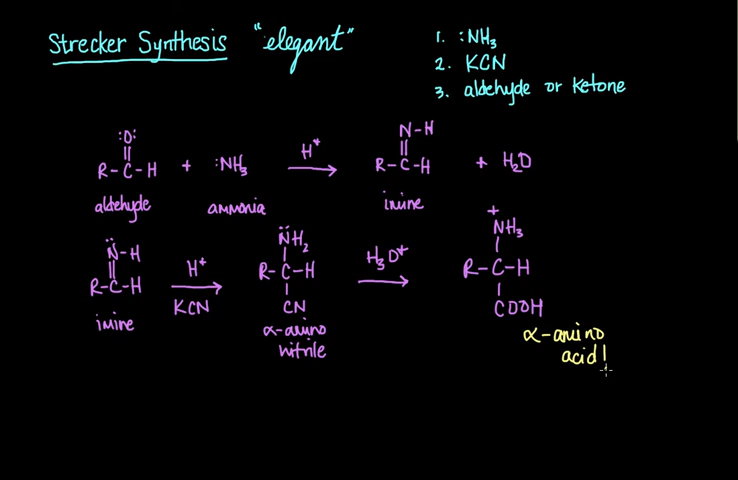 Strecker Synthesis "elegant"
1. :NH₃
2. KCN
3. aldehyde or ketone
:O:
R-C-H + :NH₃ H⁺ N-H
R-C-H + H₂O
aldehyde ammonia imine
N-H
R-C-H
imine
H⁺
KCN
NH₂
R-C-H
CN
α-amino
nitrile
H₃O⁺
+
NH₃
R-C-H
COOH
α-amino
acid!